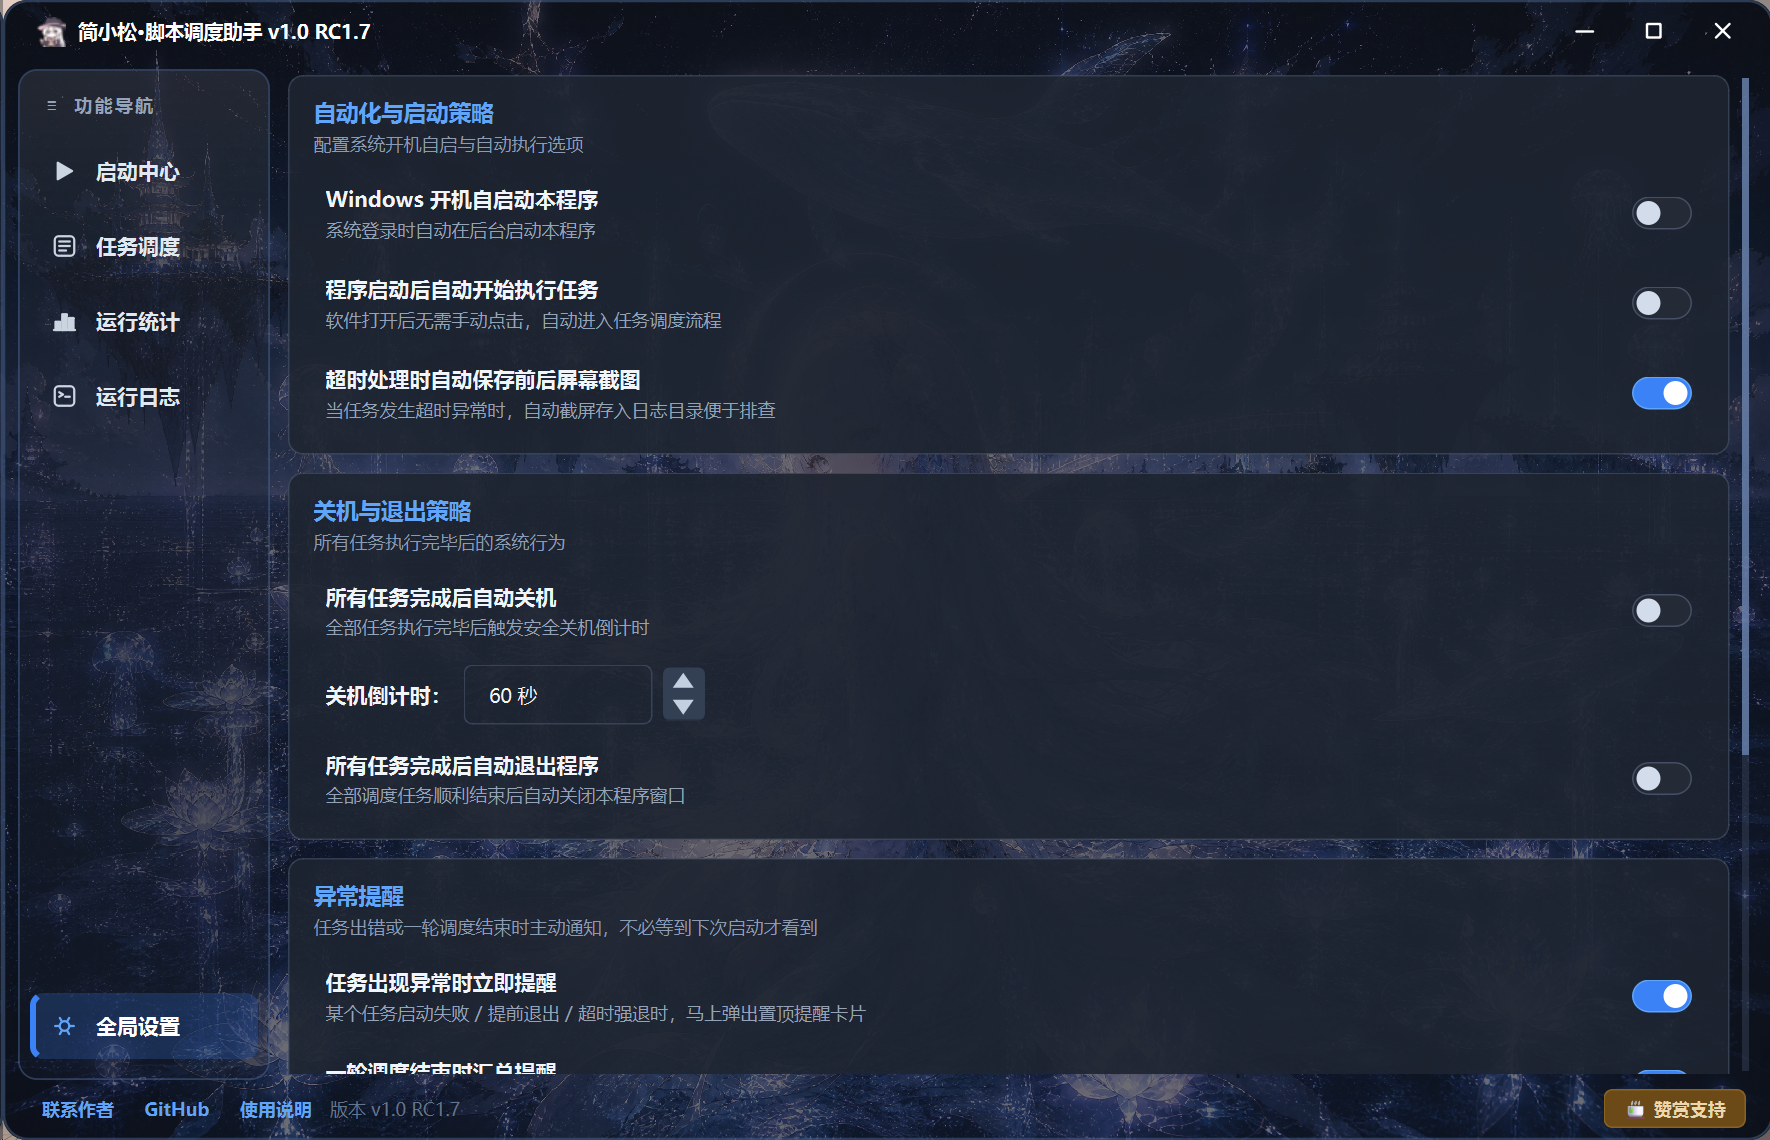 简小松•脚本调度助手 v1.0 RC1.7
功能导航
启动中心
任务调度
运行统计
运行日志
全局设置
自动化与启动策略
配置系统开机自启与自动执行选项
Windows 开机自启动本程序
系统登录时自动在后台启动本程序
程序启动后自动开始执行任务
软件打开后无需手动点击，自动进入任务调度流程
超时处理时自动保存前后屏幕截图
当任务发生超时异常时，自动截屏存入日志目录便于排查
关机与退出策略
所有任务执行完毕后的系统行为
所有任务完成后自动关机
全部任务执行完毕后触发安全关机倒计时
关机倒计时： 60 秒
所有任务完成后自动退出程序
全部调度任务顺利结束后自动关闭本程序窗口
异常提醒
任务出错或一轮调度结束时主动通知，不必等到下次启动才看到
任务出现异常时立即提醒
某个任务启动失败 / 提前退出 / 超时强退时，马上弹出置顶提醒卡片
一轮调度结束时汇总提醒
联系作者 GitHub 使用说明 版本 v1.0 RC1.7
赞赏支持